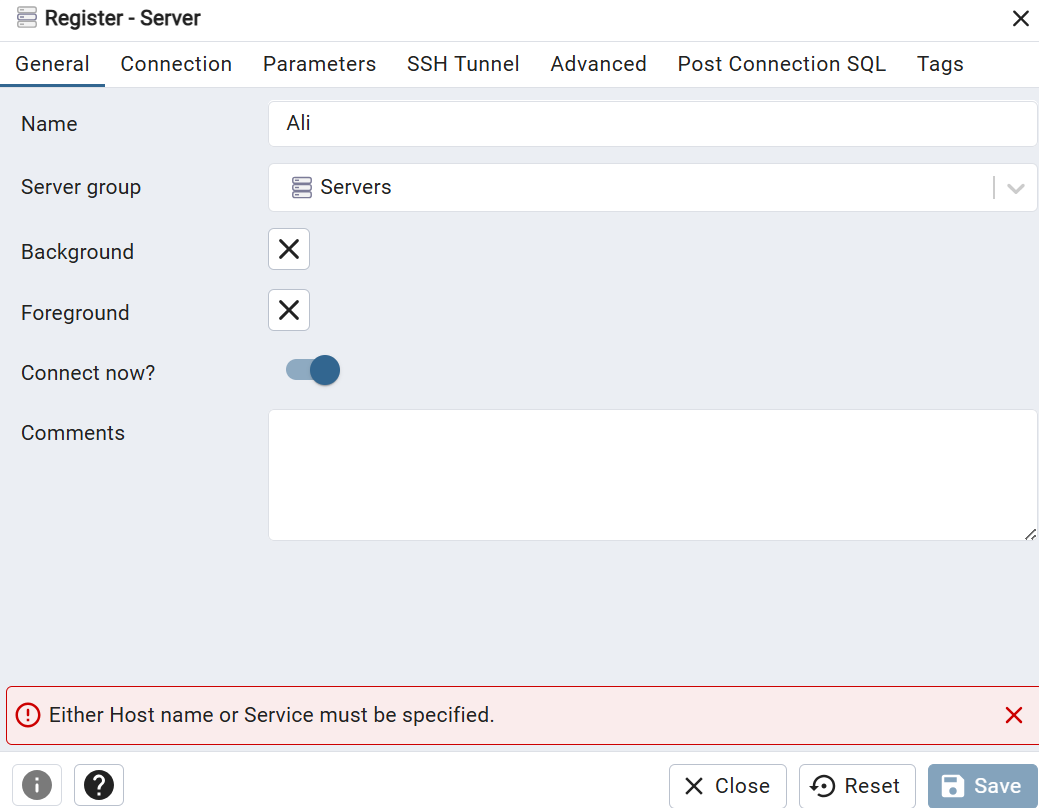 Register - Server
General Connection Parameters SSH Tunnel Advanced Post Connection SQL Tags
Name Ali
Server group Servers
Background
Foreground
Connect now?
Comments
Either Host name or Service must be specified.
Close Reset Save